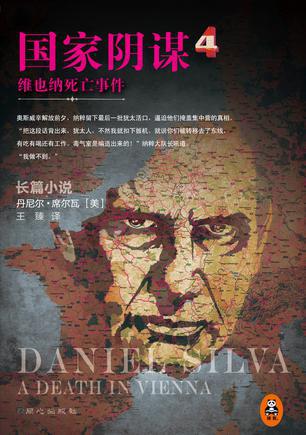 国家阴谋4
维也纳死亡事件
奥斯威辛解放前夕，纳粹留下最后一批犹太活口，逼迫他们掩盖集中营的真相。
“把这段话背出来，犹太人，不然我就扣下扳机，就说你们被转移去了东线，
有吃有喝还有工作，毒气室是编造出来的！”纳粹大队长吼道。
“我做不到。”
长篇小说
丹尼尔·席尔瓦［美］
王臻 译
DANIEL SILVA
A DEATH IN VIENNA
同心出版社